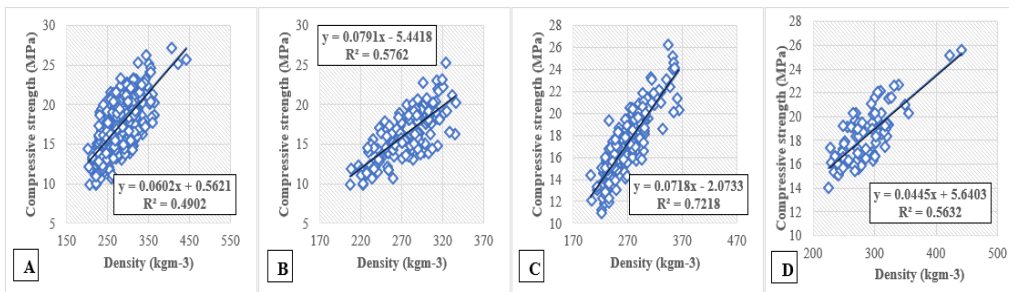 Compressive strength (MPa)
30
25
20
15
10
5
y = 0.0602x + 0.5621
R² = 0.4902
150 250 350 450 550
Density (kgm-3)
A
Compressive strength (MPa)
30
25
20
15
10
5
y = 0.0791x - 5.4418
R² = 0.5762
170 220 270 320 370
Density (kgm-3)
B
Compressive strength (MPa)
28
26
24
22
20
18
16
14
12
10
y = 0.0718x - 2.0733
R² = 0.7218
170 270 370 470
Density (kgm-3)
C
Compressive strength (MPa)
28
26
24
22
20
18
16
14
12
10
y = 0.0445x + 5.6403
R² = 0.5632
200 300 400 500
Density (kgm-3)
D